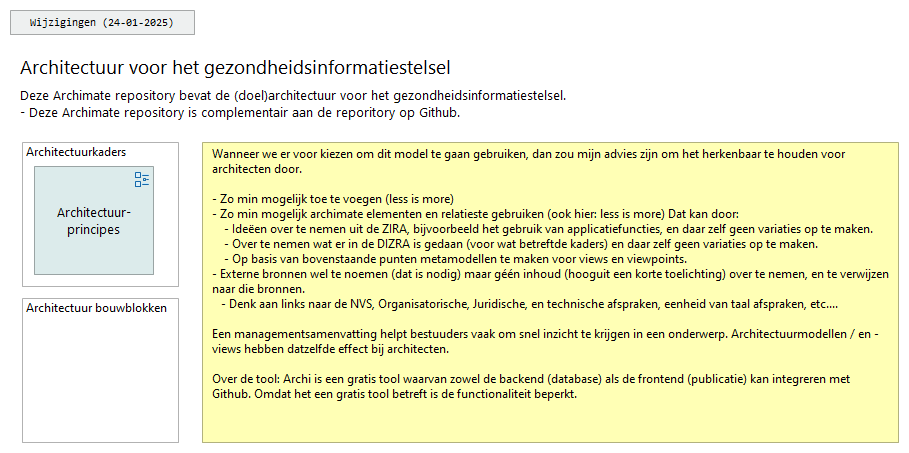 Wijzigingen (24-01-2025)
Architectuur voor het gezondheidsinformatiestelsel
Deze Archimate repository bevat de (doel)architectuur voor het gezondheidsinformatiestelsel.
- Deze Archimate repository is complementair aan de reporitory op Github.
Architectuurkaders
Architectuur-
principes
Architectuur bouwblokken
Wanneer we er voor kiezen om dit model te gaan gebruiken, dan zou mijn advies zijn om het herkenbaar te houden voor
architecten door.
- Zo min mogelijk toe te voegen (less is more)
- Zo min mogelijk archimate elementen en relatieste gebruiken (ook hier: less is more) Dat kan door:
- Ideëen over te nemen uit de ZIRA, bijvoorbeeld het gebruik van applicatiefuncties, en daar zelf geen variaties op te maken.
- Over te nemen wat er in de DIZRA is gedaan (voor wat betreftde kaders) en daar zelf geen variaties op te maken.
- Op basis van bovenstaande punten metamodellen te maken voor views en viewpoints.
- Externe bronnen wel te noemen (dat is nodig) maar géén inhoud (hooguit een korte toelichting) over te nemen, en te verwijzen
naar die bronnen.
- Denk aan links naar de NVS, Organisatorische, Juridische, en technische afspraken, eenheid van taal afspraken, etc....
Een managementsamenvatting helpt bestuuders vaak om snel inzicht te krijgen in een onderwerp. Architectuurmodellen / en -
views hebben datzelfde effect bij architecten.
Over de tool: Archi is een gratis tool waarvan zowel de backend (database) als de frontend (publicatie) kan integreren met
Github. Omdat het een gratis tool betreft is de functionaliteit beperkt.